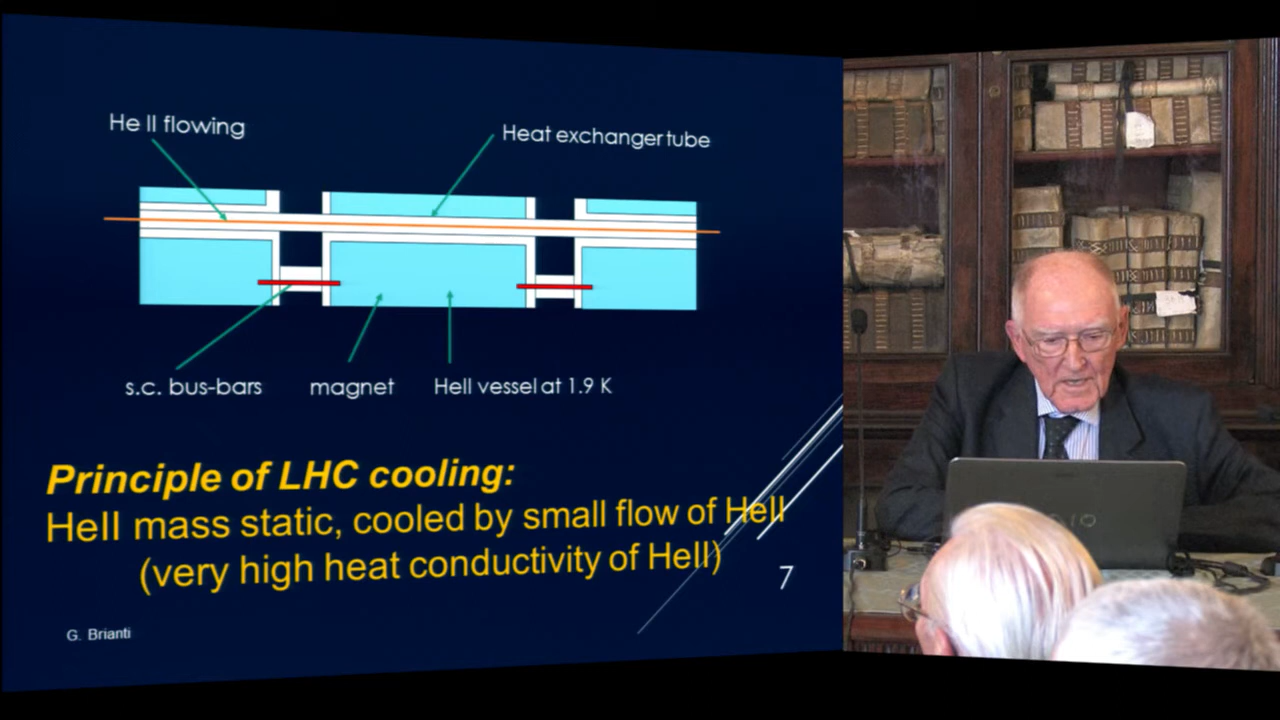 He II flowing
Heat exchanger tube
s.c. bus-bars
magnet
HeII vessel at 1.9 K
Principle of LHC cooling:
HeII mass static, cooled by small flow of HeII
(very high heat conductivity of HeII)
7
G. Brianti